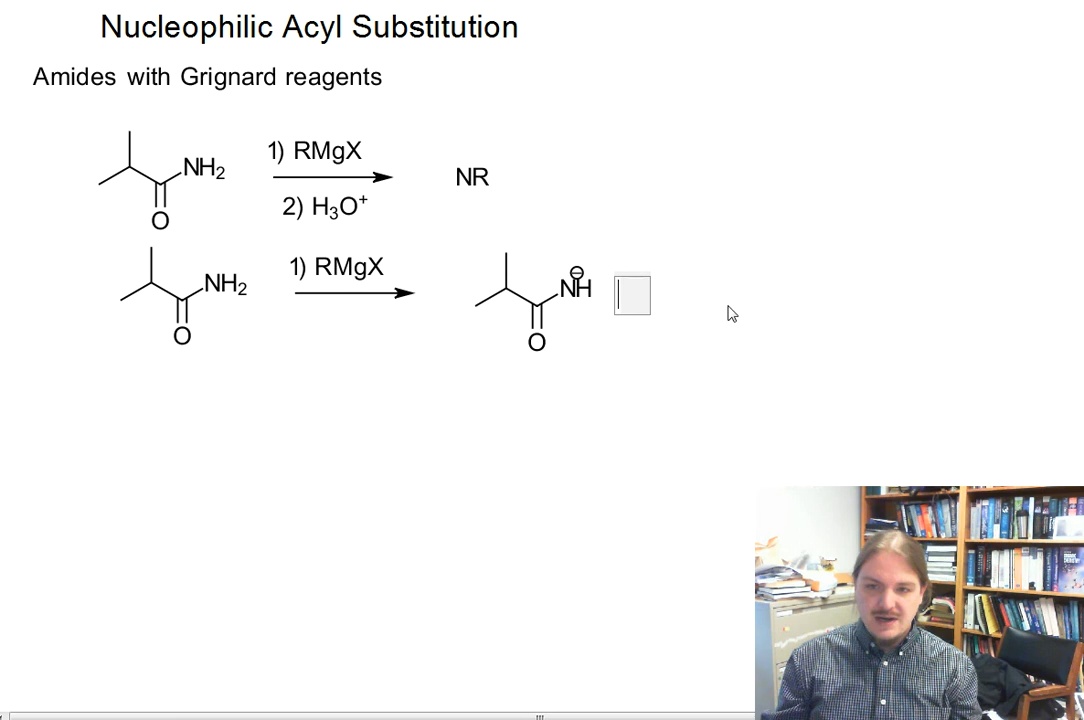 Nucleophilic Acyl Substitution
Amides with Grignard reagents
NH2
O
1) RMgX
2) H3O+
NR
NH2
O
1) RMgX
⊖
NH
O